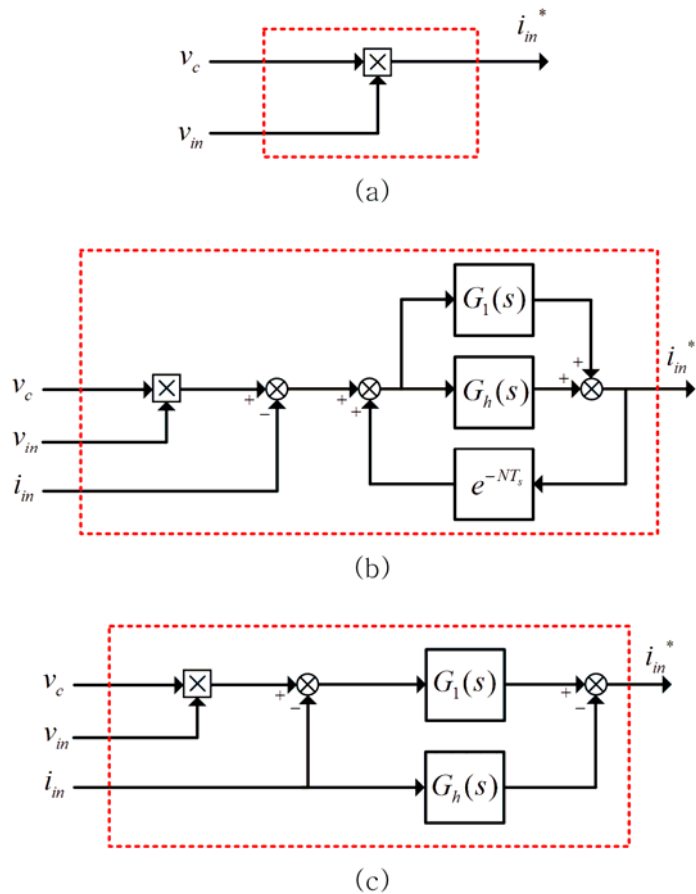 i_in^*
v_c
×
v_in
(a)
G_1(s)
+
i_in^*
v_c
×
+
×
+
×
G_h(s)
+
×
−
+
v_in
i_in
e^{-NT_s}
(b)
i_in^*
v_c
×
+
×
G_1(s)
+
×
−
−
v_in
i_in
G_h(s)
(c)